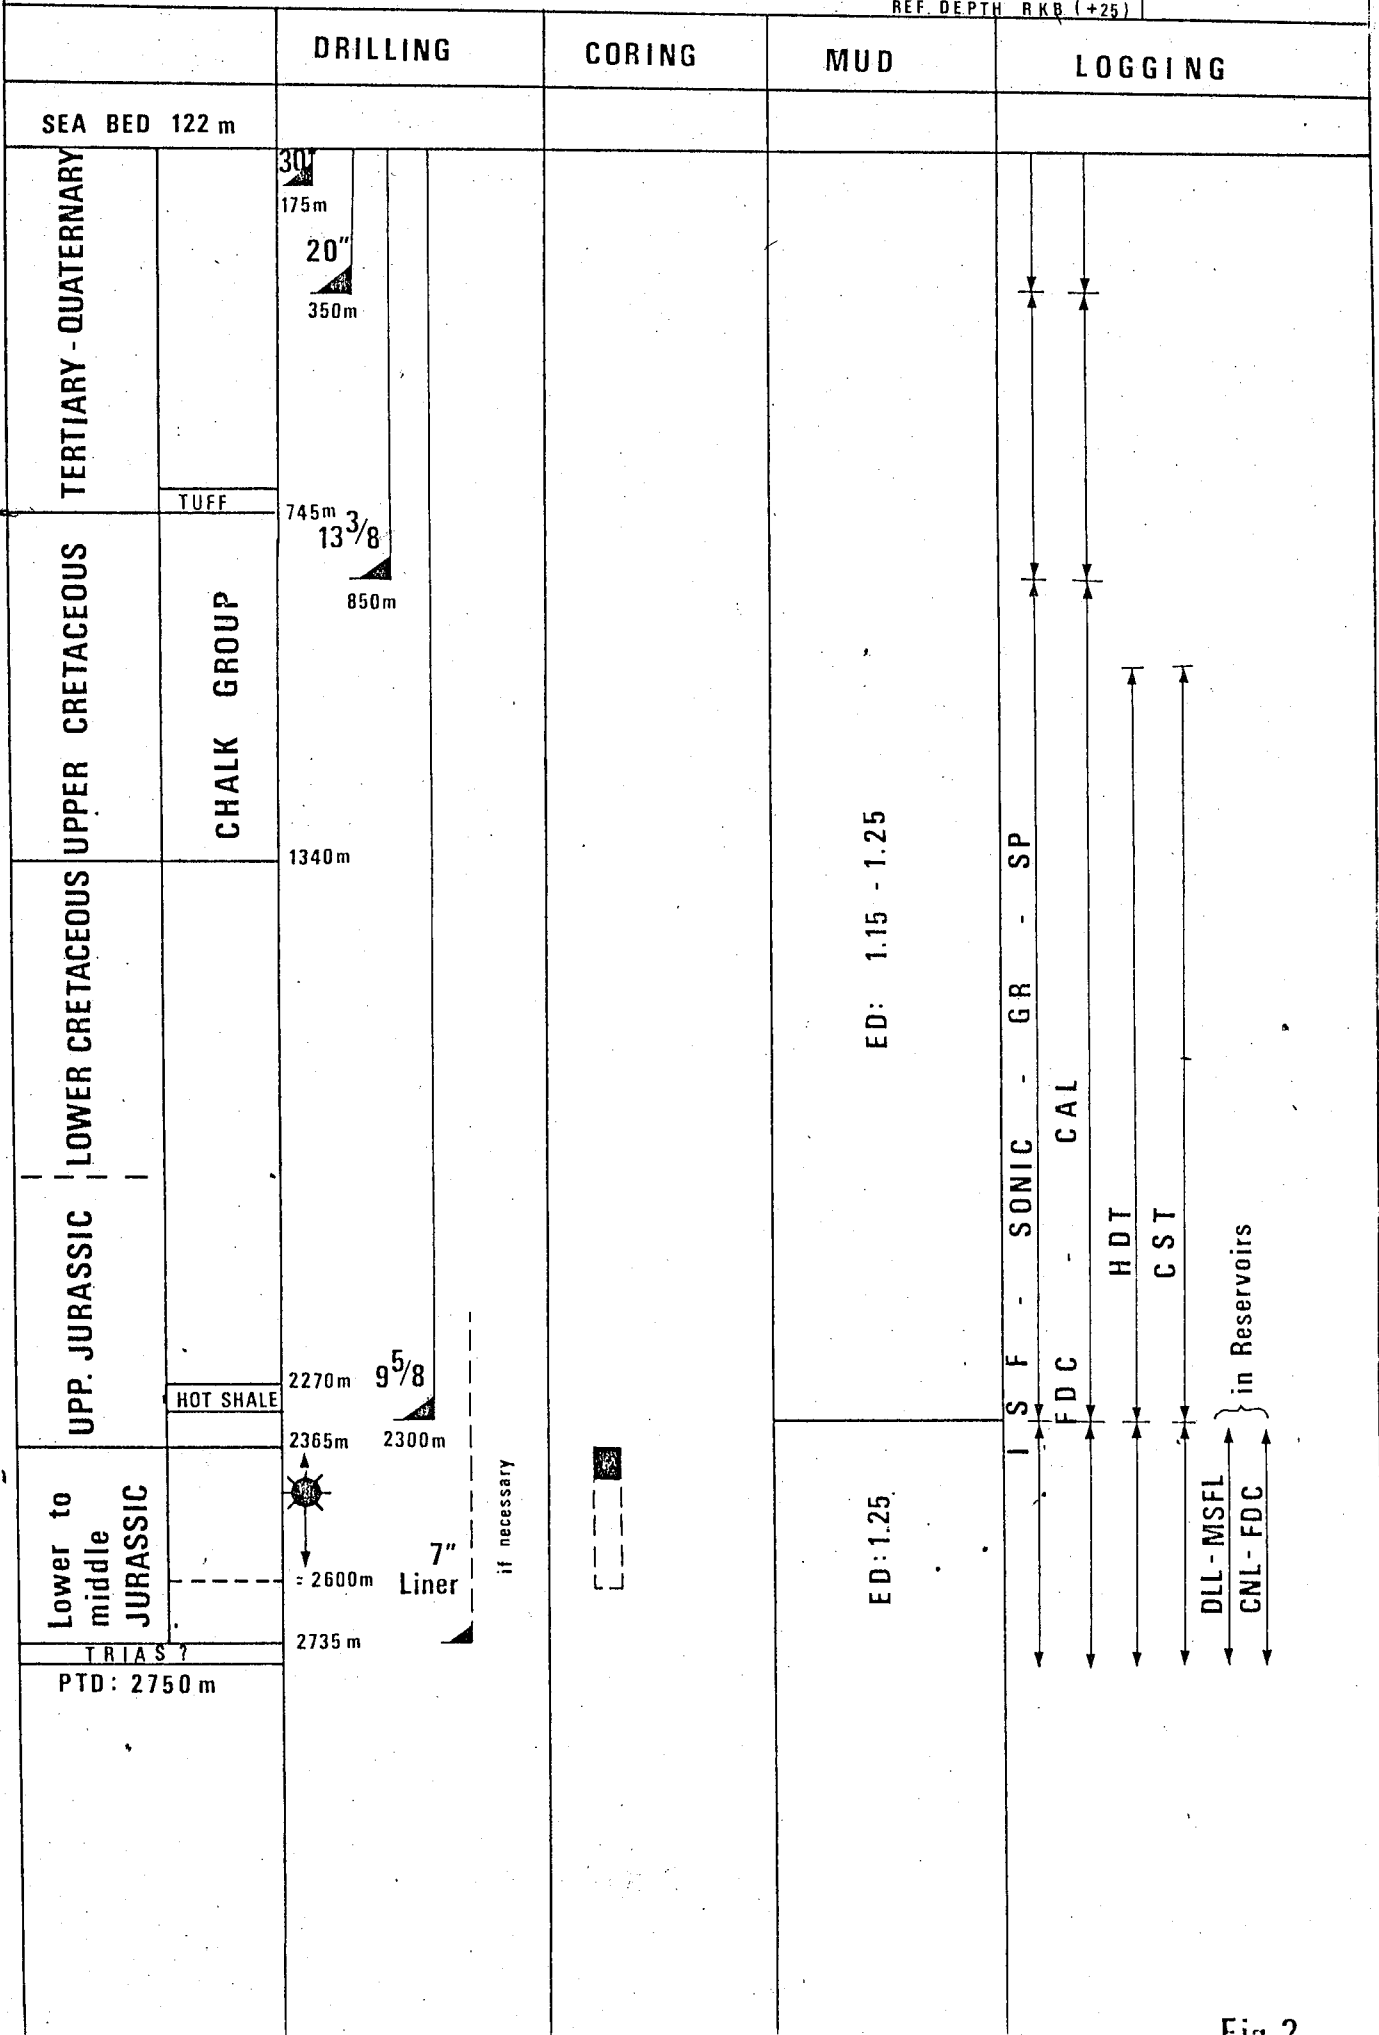 REF. DEPTH RKB (+25)
DRILLING
CORING
MUD
LOGGING
SEA BED 122 m
TERTIARY - QUATERNARY
30"
175m
20"
350m
TUFF
745m
13 3/8
850m
UPPER CRETACEOUS
CHALK GROUP
1340m
LOWER CRETACEOUS
ED: 1.15 - 1.25
ISF - SONIC - GR - SP
FDC - CAL
HDT
CST
in Reservoirs
UPP. JURASSIC
2270m
9 5/8
HOT SHALE
2365m
2300m
Lower to
middle
JURASSIC
= 2600m
7"
Liner
if necessary
ED: 1.25
DLL - MSFL
CNL - FDC
2735 m
TRIAS ?
PTD: 2750 m
Fig 2